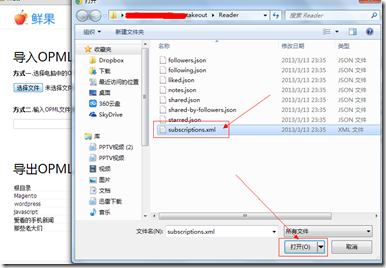 鲜果
导入OPML
方式一.选择电脑中的O
选择文件 未选择文
方式二.输入OPML文件
导出OPML
根目录
Magento
wordpress
javascript
爱看的手机新闻
那些老大们
打开
takeout ▸ Reader
搜索 Reader
组织 新建文件夹
收藏夹
Dropbox
下载
最近访问的位置
桌面
360云盘
SkyDrive
库
PPTV视频 (2)
PPTV视频
视频
图片
文档
迅雷下载
音乐
名称 修改日期 类型
followers.json 2013/3/13 23:35 JSON 文件
following.json 2013/3/13 23:35 JSON 文件
liked.json 2013/3/13 23:35 JSON 文件
notes.json 2013/3/13 23:35 JSON 文件
shared.json 2013/3/13 23:35 JSON 文件
shared-by-followers.json 2013/3/13 23:35 JSON 文件
starred.json 2013/3/13 23:35 JSON 文件
subscriptions.xml 2013/3/13 23:35 XML 文件
文件名(N): subscriptions.xml 所有文件
打开(O) 取消